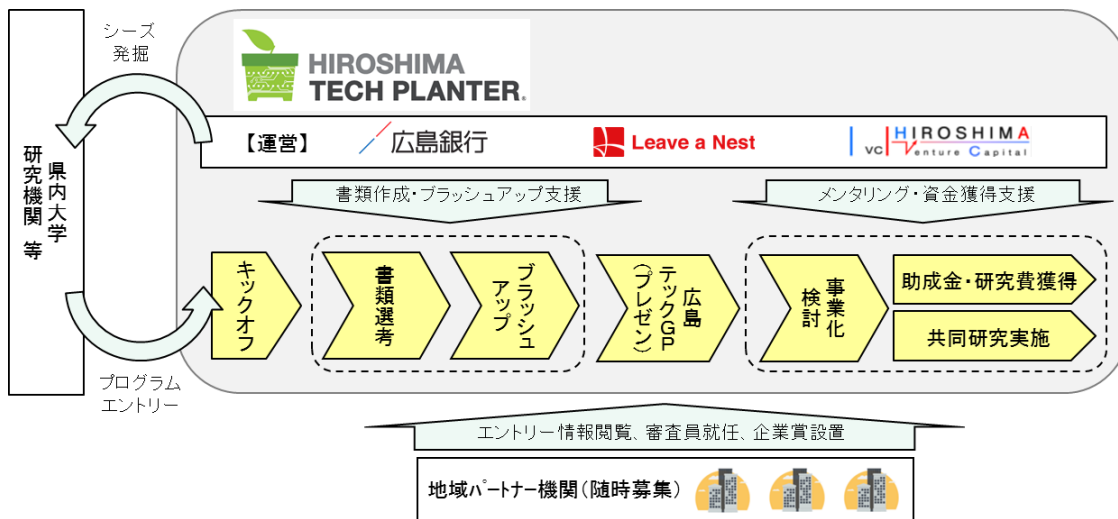 シーズ
発掘
HIROSHIMA
TECH PLANTER.
【運営】 広島銀行 Leave a Nest HIROSHIMA
VC Venture Capital
県内大学
研究機関 等
書類作成・ブラッシュアップ支援
メンタリング・資金獲得支援
キックオフ
書類選考
ブラッシュ
アップ
広島
テックGP
(プレゼン)
事業化
検討
助成金・研究費獲得
共同研究実施
プログラム
エントリー
エントリー情報閲覧、審査員就任、企業賞設置
地域パートナー機関(随時募集)